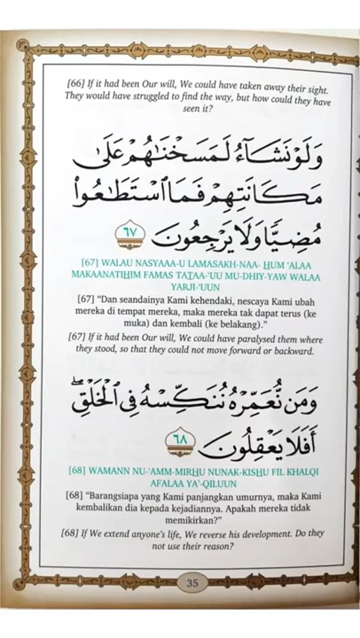 [66] If it had been Our will, We could have taken away their sight.
They would have struggled to find the way, but how could they have
seen it?
وَلَوْ نَشَآءُ لَمَسَخْنَٰهُمْ عَلَىٰ
مَكَانَتِهِمْ فَمَا ٱسْتَطَٰعُوا۟
مُضِيًّا وَلَا يَرْجِعُونَ ٦٧
[67] WALAU NASYAAA-U LAMASAKH-NAA- HUM 'ALAA
MAKAANATIHIM FAMAS TATAA-'UU MU-DHIY-YAW WALAA
YARJI-'UUN
[67] “Dan seandainya Kami kehendaki, nescaya Kami ubah
mereka di tempat mereka, maka mereka tak dapat terus (ke
muka) dan kembali (ke belakang).”
[67] If it had been Our will, We could have paralysed them where
they stood, so that they could not move forward or backward.
وَمَن نُّعَمِّرْهُ نُنَكِّسْهُ فِى ٱلْخَلْقِ ۖ
أَفَلَا يَعْقِلُونَ ٦٨
[68] WAMANN NU-'AMM-MIRHU NUNAK-KISHU FIL KHALQI
AFALAA YA'-QILUUN
[68] “Barangsiapa yang Kami panjangkan umurnya, maka Kami
kembalikan dia kepada kejadiannya. Apakah mereka tidak
memikirkan?”
[68] If We extend anyone's life, We reverse his development. Do they
not use their reason?
35